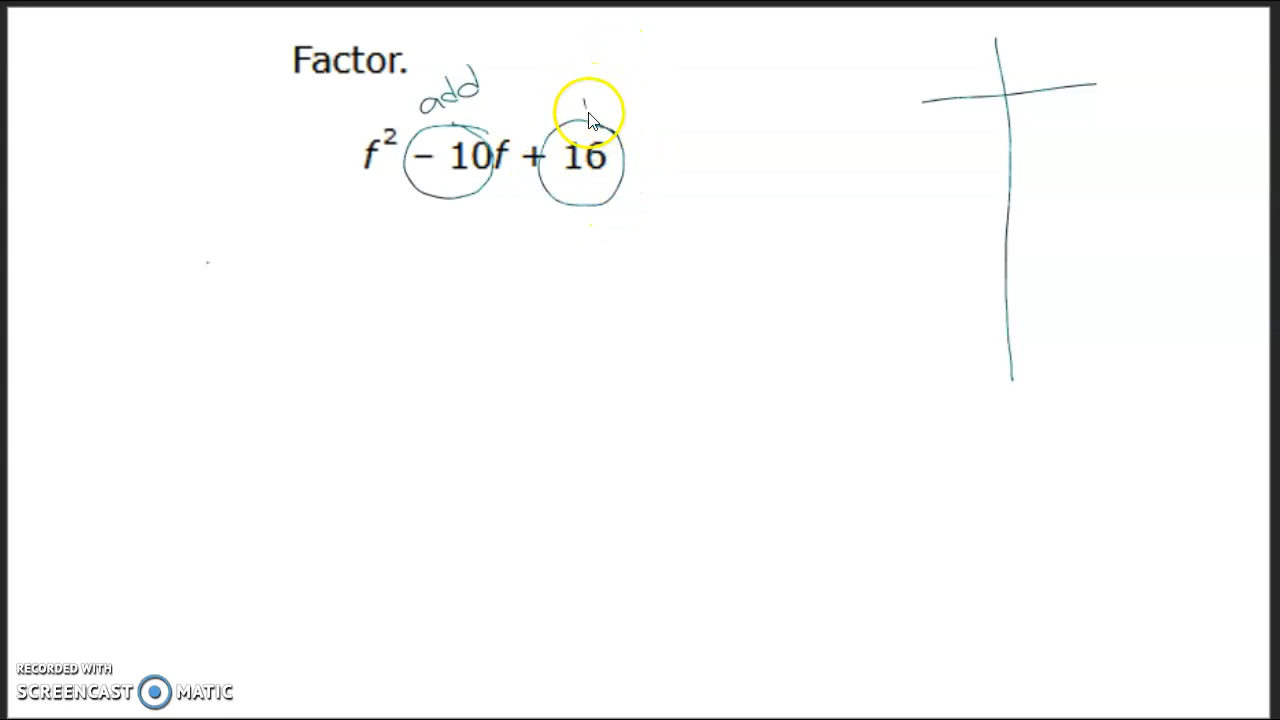 Factor.
add
f² − 10f + 16
RECORDED WITH
SCREENCAST MATIC